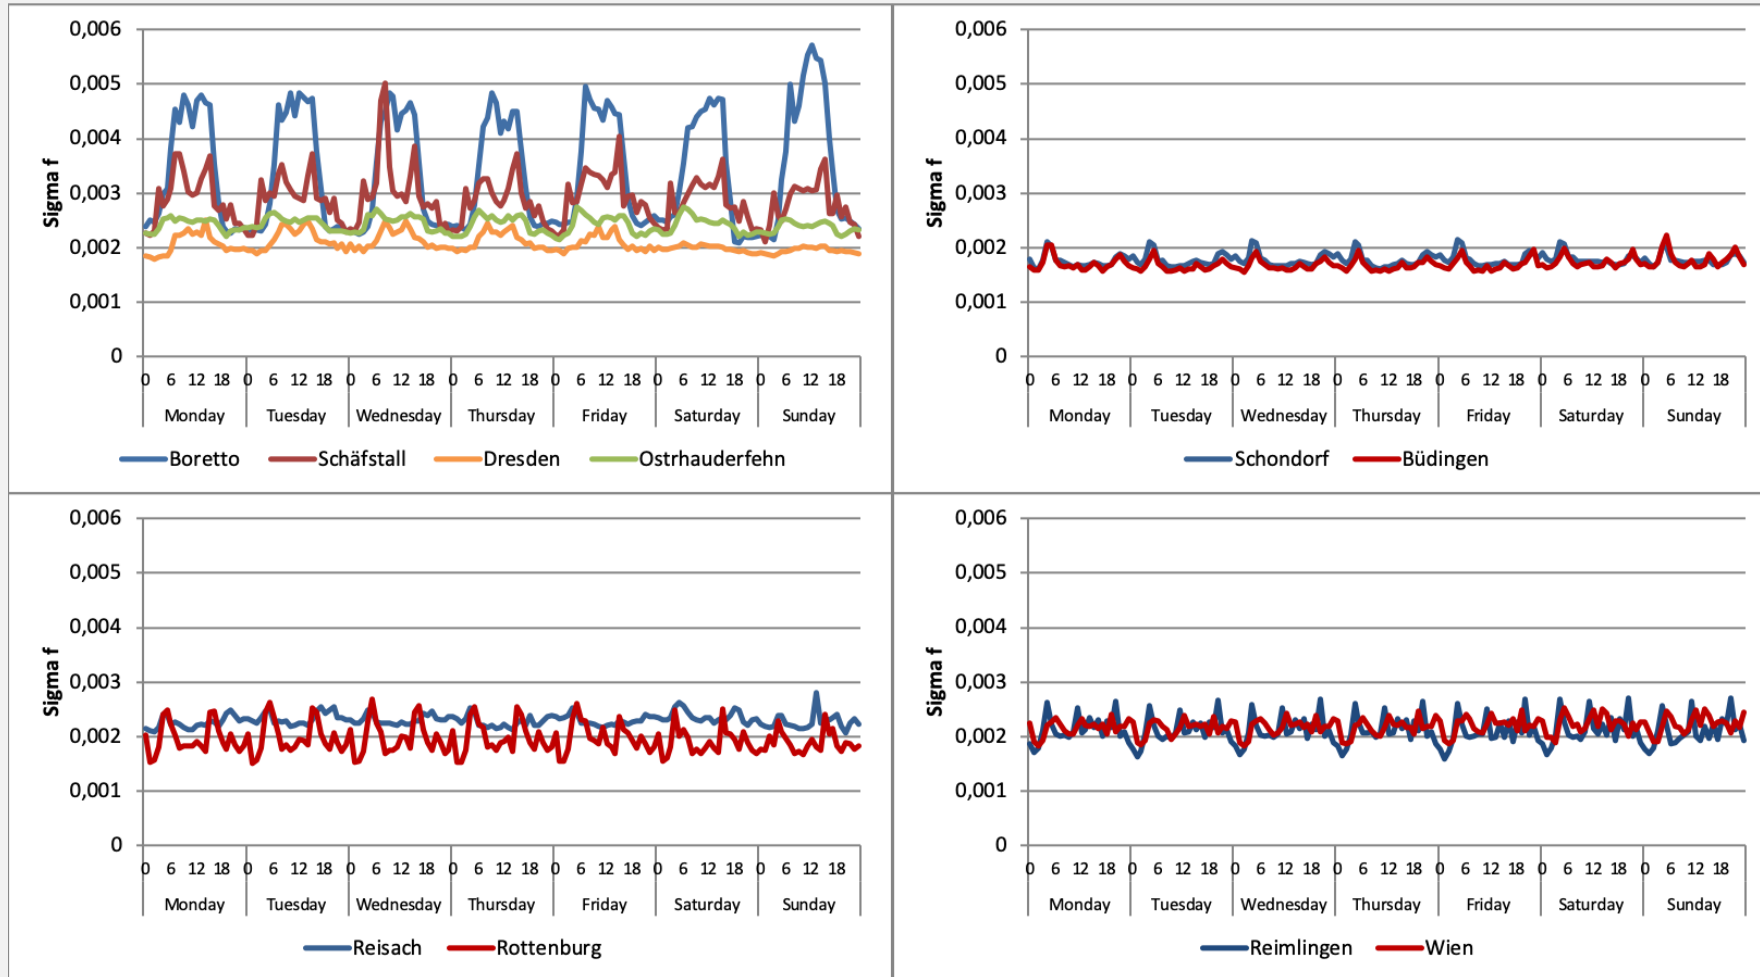 0,006
0,005
0,004
0,003
0,002
0,001
0
Sigma f
0 6 12 18 0 6 12 18 0 6 12 18 0 6 12 18 0 6 12 18 0 6 12 18 0 6 12 18
Monday Tuesday Wednesday Thursday Friday Saturday Sunday
Boretto Schäfstall Dresden Ostrhauderfehn
0,006
0,005
0,004
0,003
0,002
0,001
0
Sigma f
0 6 12 18 0 6 12 18 0 6 12 18 0 6 12 18 0 6 12 18 0 6 12 18 0 6 12 18
Monday Tuesday Wednesday Thursday Friday Saturday Sunday
Schondorf Büdingen
0,006
0,005
0,004
0,003
0,002
0,001
0
Sigma f
0 6 12 18 0 6 12 18 0 6 12 18 0 6 12 18 0 6 12 18 0 6 12 18 0 6 12 18
Monday Tuesday Wednesday Thursday Friday Saturday Sunday
Reisach Rottenburg
0,006
0,005
0,004
0,003
0,002
0,001
0
Sigma f
0 6 12 18 0 6 12 18 0 6 12 18 0 6 12 18 0 6 12 18 0 6 12 18 0 6 12 18
Monday Tuesday Wednesday Thursday Friday Saturday Sunday
Reimlingen Wien